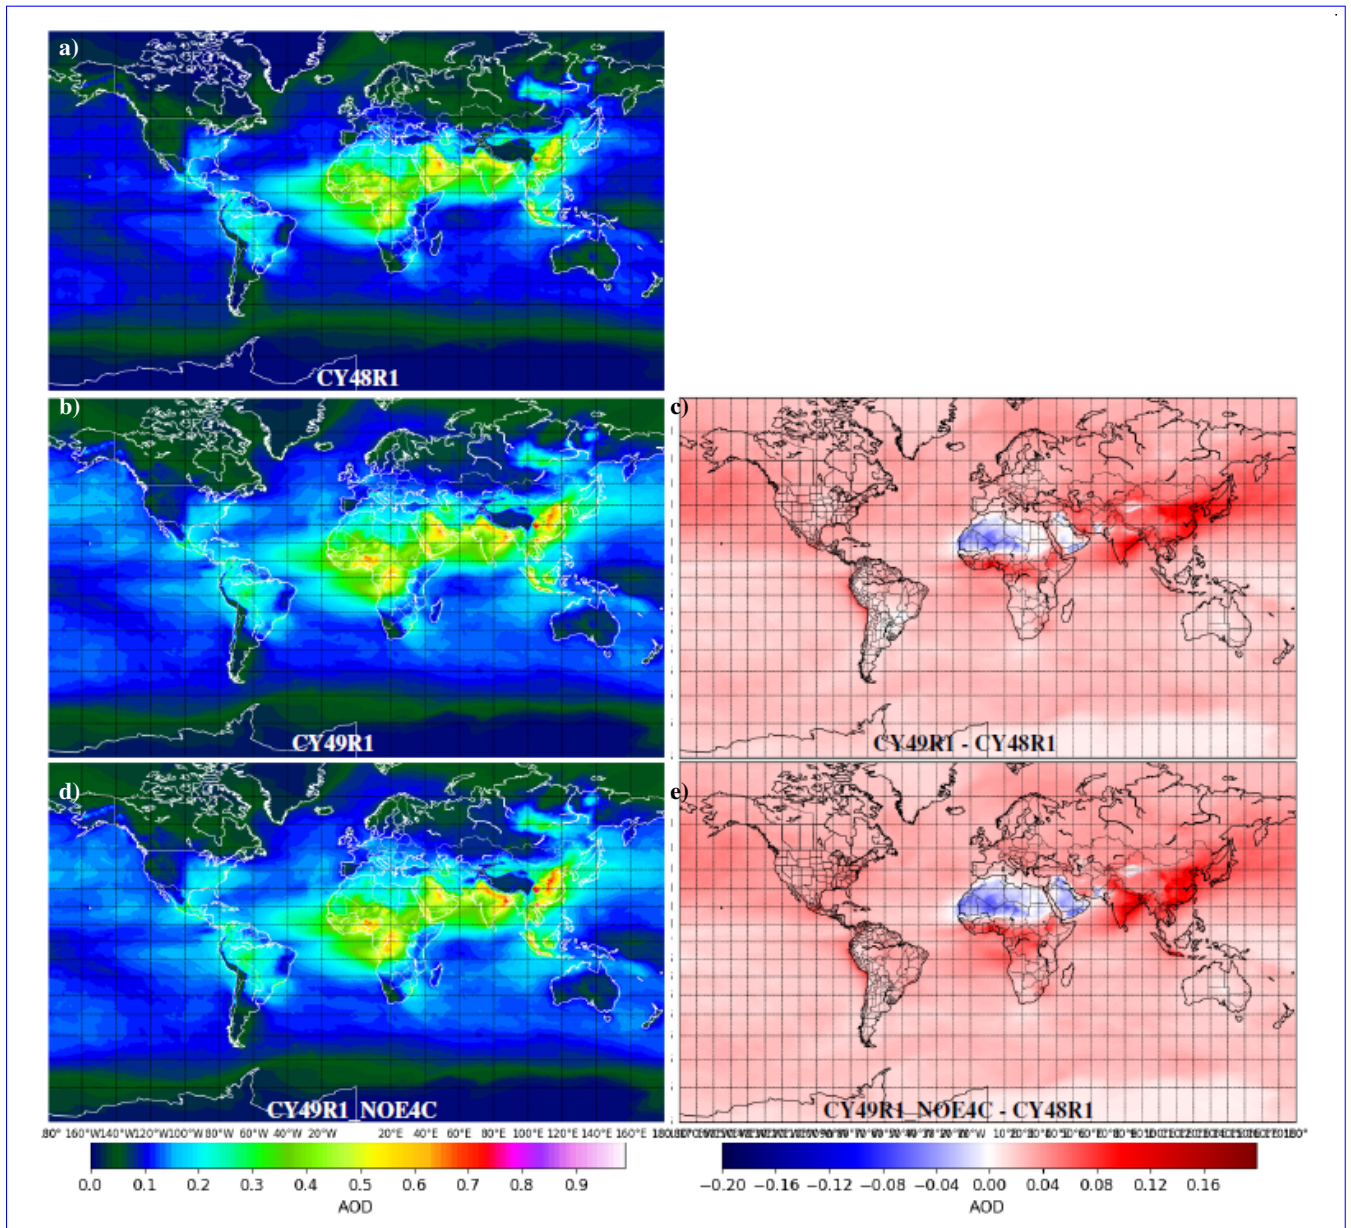 a)
CY48R1
b)
c)
CY49R1
CY49R1 - CY48R1
d)
e)
CY49R1_NOE4C
CY49R1_NOE4C - CY48R1
80° 160°W 140°W 120°W 100°W 80°W 60°W 40°W 20°W 20°E 40°E 60°E 80°E 100°E 120°E 140°E 160°E
0.0 0.1 0.2 0.3 0.4 0.5 0.6 0.7 0.8 0.9
−0.20 −0.16 −0.12 −0.08 −0.04 0.00 0.04 0.08 0.12 0.16
AOD
AOD